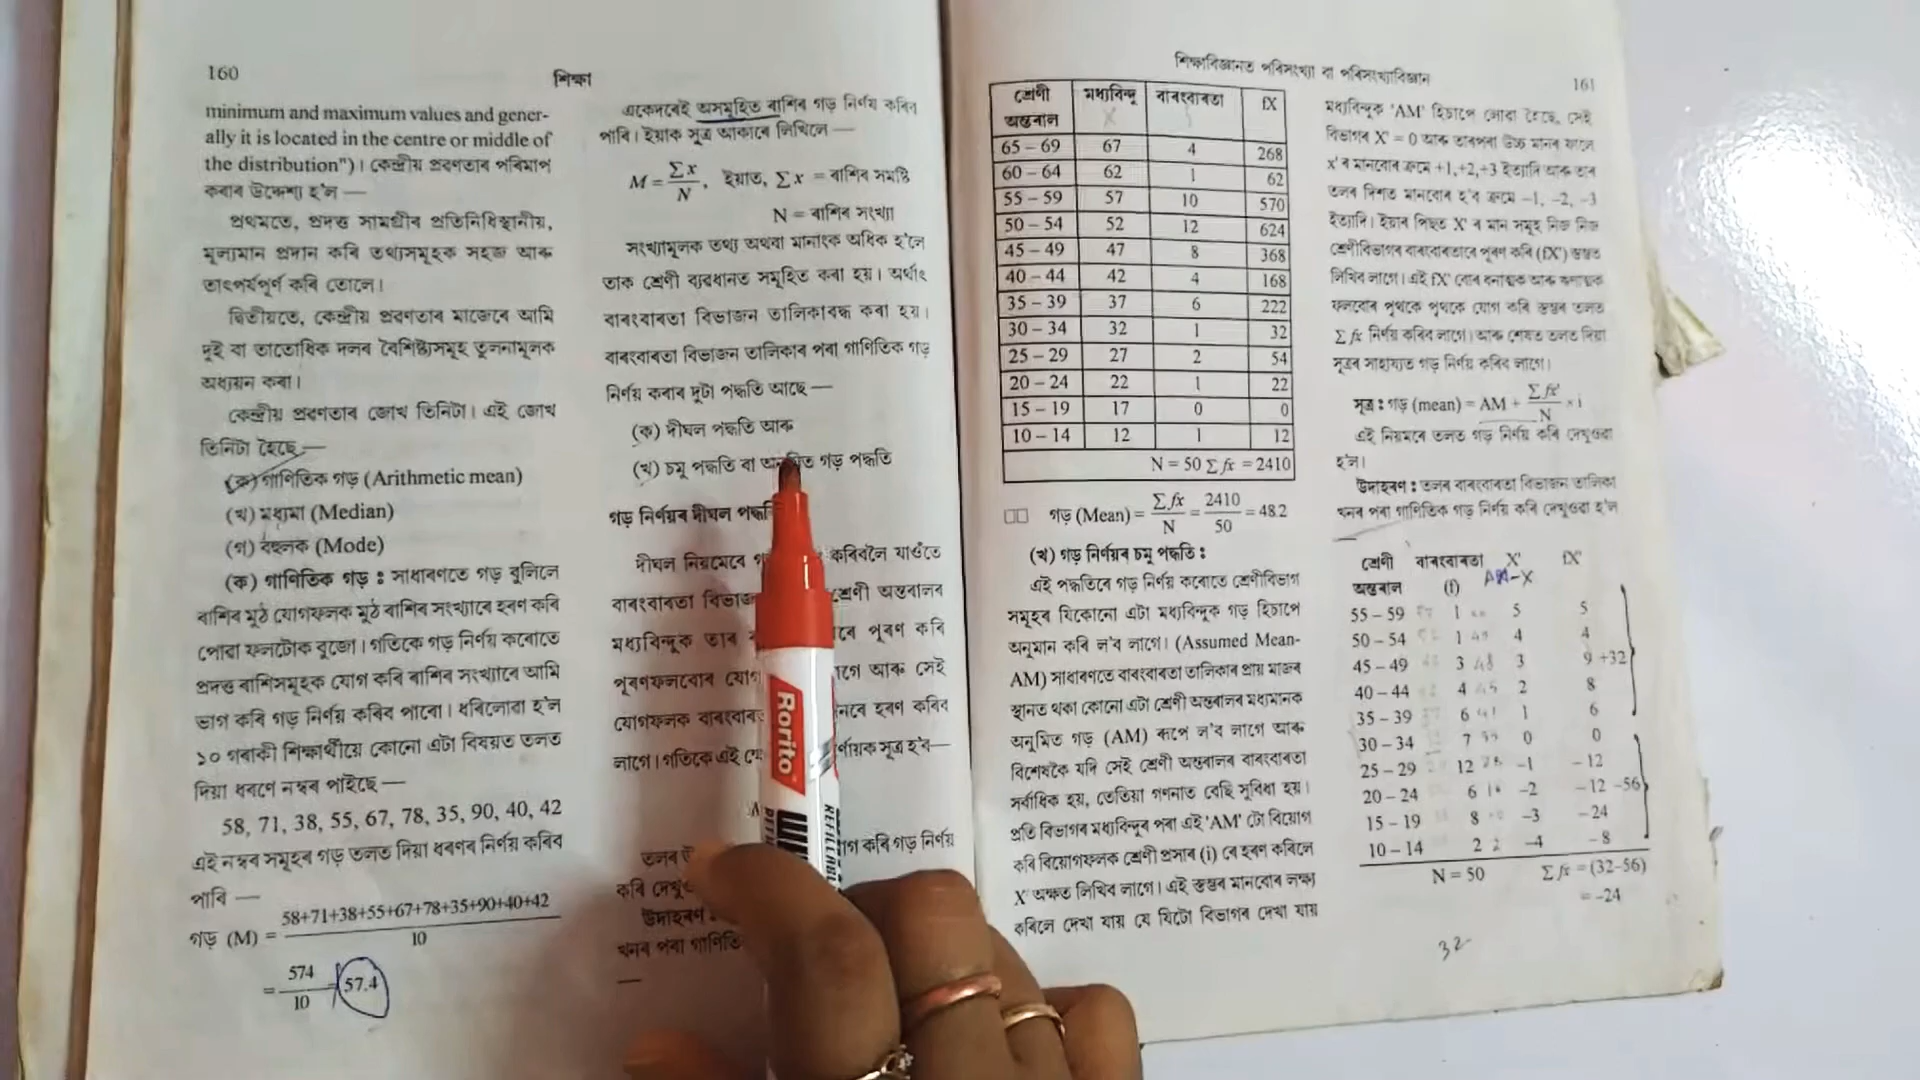 160
শিক্ষা
minimum and maximum values and gener-
ally it is located in the centre or middle of
the distribution")। কেন্দ্ৰীয় প্ৰৱণতাৰ পৰিমাপ
কৰাৰ উদ্দেশ্য হ'ল —
প্ৰথমতে, প্ৰদত্ত সামগ্ৰীৰ প্ৰতিনিধিস্থানীয়,
মূল্যমান প্ৰদান কৰি তথ্যসমূহক সহজ আৰু
তাৎপৰ্যপূৰ্ণ কৰি তোলে।
দ্বিতীয়তে, কেন্দ্ৰীয় প্ৰৱণতাৰ মাজেৰে আমি
দুই বা তাতোধিক দলৰ বৈশিষ্ট্যসমূহ তুলনামূলক
অধ্যয়ন কৰা।
কেন্দ্ৰীয় প্ৰৱণতাৰ জোখ তিনিটা। এই জোখ
তিনিটা হৈছে—
(ক) গাণিতিক গড় (Arithmetic mean)
(খ) মধ্যমা (Median)
(গ) বহুলক (Mode)
(ক) গাণিতিক গড় : সাধাৰণতে গড় বুলিলে
ৰাশিৰ মুঠ যোগফলক মুঠ ৰাশিৰ সংখ্যাৰে হৰণ কৰি
পোৱা ফলটোক বুজো। গতিকে গড় নিৰ্ণয় কৰোতে
প্ৰদত্ত ৰাশিসমূহক যোগ কৰি ৰাশিৰ সংখ্যাৰে আমি
ভাগ কৰি গড় নিৰ্ণয় কৰিব পাৰো। ধৰিলোৱা হ'ল
১০ গৰাকী শিক্ষাৰ্থীয়ে কোনো এটা বিষয়ত তলত
দিয়া ধৰণে নম্বৰ পাইছে —
58, 71, 38, 55, 67, 78, 35, 90, 40, 42
এই নম্বৰ সমূহৰ গড় তলত দিয়া ধৰণৰ নিৰ্ণয় কৰিব
পাৰি —
গড় (M) = 58+71+38+55+67+78+35+90+40+42
10
= 574
10
= 57.4
একেদৰেই অসমূহিত ৰাশিৰ গড় নিৰ্ণয় কৰিব
পাৰি। ইয়াক সূত্ৰ আকাৰে লিখিলে —
M = Σx/N, ইয়াত, Σx = ৰাশিৰ সমষ্টি
N = ৰাশিৰ সংখ্যা
সংখ্যামূলক তথ্য অথবা মানাংক অধিক হ'লে
তাক শ্ৰেণী ব্যৱধানত সমূহিত কৰা হয়। অৰ্থাৎ
বাৰংবাৰতা বিভাজন তালিকাবদ্ধ কৰা হয়।
বাৰংবাৰতা বিভাজন তালিকাৰ পৰা গাণিতিক গড়
নিৰ্ণয় কৰাৰ দুটা পদ্ধতি আছে —
(ক) দীঘল পদ্ধতি আৰু
(খ) চমু পদ্ধতি বা গড় পদ্ধতি
গড় নিৰ্ণয়ৰ দীঘল
দীঘল নিয়মেৰে কৰিবলৈ যাওঁতে
বাৰংবাৰতা শ্ৰেণী অন্তৰালৰ
মধ্যবিন্দুক তাৰ পূৰণ কৰি
পূৰণফলবোৰ যোগ আৰু সেই
যোগফলক হৰণ কৰিব
লাগে। গতিকে এই সূত্ৰ হ'ব—
কৰি গড় নিৰ্ণয়
কৰি
উদাহৰণ :
খনৰ পৰা
—
শিক্ষাবিজ্ঞানত পৰিসংখ্যা বা পৰিসংখ্যাবিজ্ঞান
161
শ্ৰেণী অন্তৰাল মধ্যবিন্দু বাৰংবাৰতা fX
X
65 – 69 67 4 268
60 – 64 62 1 62
55 – 59 57 10 570
50 – 54 52 12 624
45 – 49 47 8 368
40 – 44 42 4 168
35 – 39 37 6 222
30 – 34 32 1 32
25 – 29 27 2 54
20 – 24 22 1 22
15 – 19 17 0 0
10 – 14 12 1 12
N = 50 Σ fx = 2410
গড় (Mean) = Σfx/N = 2410/50 = 48.2
(খ) গড় নিৰ্ণয়ৰ চমু পদ্ধতি :
এই পদ্ধতিৰে গড় নিৰ্ণয় কৰোতে শ্ৰেণীবিভাগ
সমূহৰ যিকোনো এটা মধ্যবিন্দুক গড় হিচাপে
অনুমান কৰি ল'ব লাগে। (Assumed Mean-
AM) সাধাৰণতে বাৰংবাৰতা তালিকাৰ প্ৰায় মাজৰ
স্থানত থকা কোনো এটা শ্ৰেণী অন্তৰালৰ মধ্যমানক
অনুমিত গড় (AM) ৰূপে ল'ব লাগে আৰু
বিশেষকৈ যদি সেই শ্ৰেণী অন্তৰালৰ বাৰংবাৰতা
সৰ্বাধিক হয়, তেতিয়া গণনাত বেছি সুবিধা হয়।
প্ৰতি বিভাগৰ মধ্যবিন্দুৰ পৰা এই 'AM' টো বিয়োগ
কৰি বিয়োগফলক শ্ৰেণী প্ৰসাৰ (i) ৰে হৰণ কৰিলে
X' অক্ষত লিখিব লাগে। এই স্তম্ভৰ মানবোৰ লক্ষ্য
কৰিলে দেখা যায় যে যিটো বিভাগৰ দেখা যায়
মধ্যবিন্দুক 'AM' হিচাপে লোৱা হৈছে, সেই
বিভাগৰ X' = 0 আৰু তাৰপৰা উচ্চ মানৰ ফালে
x'ৰ মানবোৰ ক্ৰমে +1,+2,+3 ইত্যাদি আৰু তাৰ
তলৰ দিশত মানবোৰ হ'ব ক্ৰমে –1, –2, –3
ইত্যাদি। ইয়াৰ পিছত X' ৰ মান সমূহ নিজ নিজ
শ্ৰেণীবিভাগৰ বাৰংবাৰতাৰে পূৰণ কৰি (fX') স্তম্ভত
লিখিব লাগে। এই fX' বোৰ ধনাত্মক আৰু ঋণাত্মক
ফলবোৰ পৃথকে পৃথকে যোগ কৰি স্তম্ভৰ তলত
Σ fx নিৰ্ণয় কৰিব লাগে। আৰু শেষত তলত দিয়া
সূত্ৰৰ সাহায্যত গড় নিৰ্ণয় কৰিব লাগে।
সূত্ৰ : গড় (mean) = AM + Σfx'/N × i
এই নিয়মৰে তলত গড় নিৰ্ণয় কৰি দেখুওৱা
হ'ল।
উদাহৰণ : তলৰ বাৰংবাৰতা বিভাজন তালিকা
খনৰ পৰা গাণিতিক গড় নিৰ্ণয় কৰি দেখুওৱা হ'ল
—
শ্ৰেণী বাৰংবাৰতা X' fX'
অন্তৰাল (f)
55 – 59 1 5 5
50 – 54 1 4 4
45 – 49 3 3 9 +32
40 – 44 4 2 8
35 – 39 6 1 6
30 – 34 7 0 0
25 – 29 12 –1 – 12
20 – 24 6 –2 – 12 –56
15 – 19 8 –3 – 24
10 – 14 2 –4 – 8
N = 50 Σ fx = (32–56)
= –24
32
Rorito